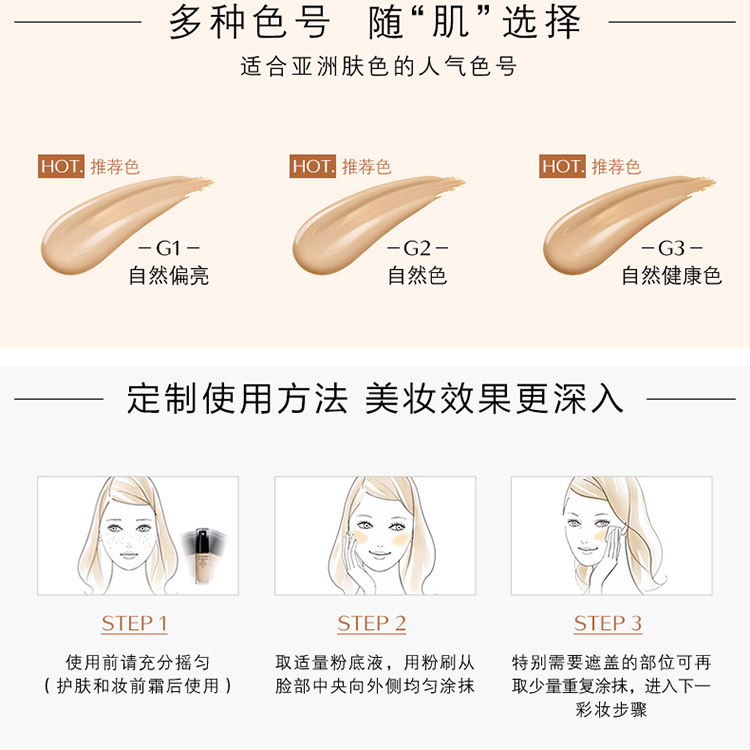 多种色号 随“肌”选择
适合亚洲肤色的人气色号
HOT. 推荐色
HOT. 推荐色
HOT. 推荐色
–G1–
自然偏亮
–G2–
自然色
–G3–
自然健康色
定制使用方法 美妆效果更深入
STEP 1
使用前请充分摇匀
(护肤和妆前霜后使用)
STEP 2
取适量粉底液，用粉刷从
脸部中央向外侧均匀涂抹
STEP 3
特别需要遮盖的部位可再
取少量重复涂抹，进入下一
彩妆步骤